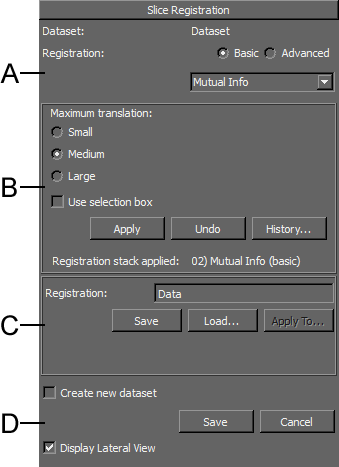 Slice Registration
Dataset: Dataset
Registration: Basic Advanced
A
Mutual Info
Maximum translation:
Small
Medium
B
Large
Use selection box
Apply Undo History...
Registration stack applied: 02) Mutual Info (basic)
Registration: Data
C
Save Load... Apply To...
Create new dataset
D
Save Cancel
Display Lateral View